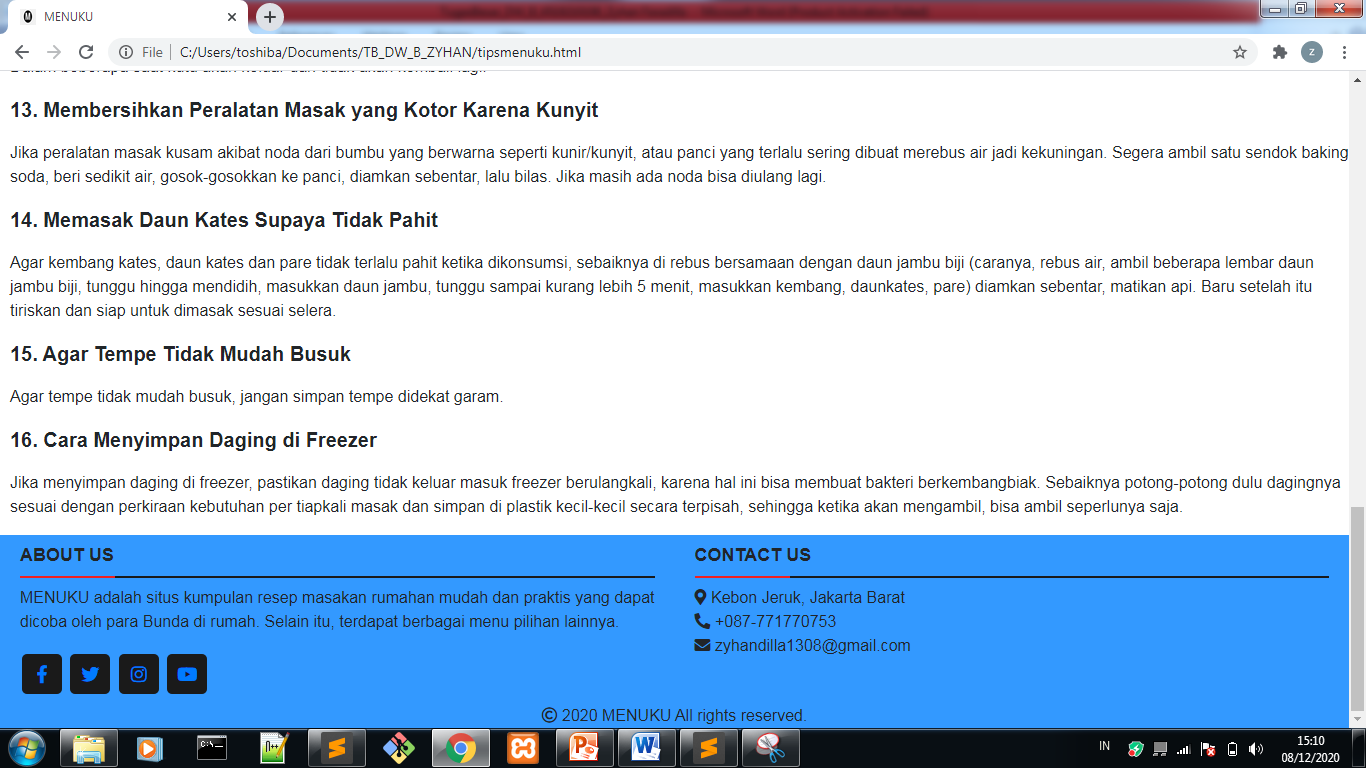 MENUKU
File
C:/Users/toshiba/Documents/TB_DW_B_ZYHAN/tipsmenuku.html
Z
13. Membersihkan Peralatan Masak yang Kotor Karena Kunyit
Jika peralatan masak kusam akibat noda dari bumbu yang berwarna seperti kunir/kunyit, atau panci yang terlalu sering dibuat merebus air jadi kekuningan. Segera ambil satu sendok baking
soda, beri sedikit air, gosok-gosokkan ke panci, diamkan sebentar, lalu bilas. Jika masih ada noda bisa diulang lagi.
14. Memasak Daun Kates Supaya Tidak Pahit
Agar kembang kates, daun kates dan pare tidak terlalu pahit ketika dikonsumsi, sebaiknya di rebus bersamaan dengan daun jambu biji (caranya, rebus air, ambil beberapa lembar daun
jambu biji, tunggu hingga mendidih, masukkan daun jambu, tunggu sampai kurang lebih 5 menit, masukkan kembang, daunkates, pare) diamkan sebentar, matikan api. Baru setelah itu
tiriskan dan siap untuk dimasak sesuai selera.
15. Agar Tempe Tidak Mudah Busuk
Agar tempe tidak mudah busuk, jangan simpan tempe didekat garam.
16. Cara Menyimpan Daging di Freezer
Jika menyimpan daging di freezer, pastikan daging tidak keluar masuk freezer berulangkali, karena hal ini bisa membuat bakteri berkembangbiak. Sebaiknya potong-potong dulu dagingnya
sesuai dengan perkiraan kebutuhan per tiapkali masak dan simpan di plastik kecil-kecil secara terpisah, sehingga ketika akan mengambil, bisa ambil seperlunya saja.
ABOUT US
MENUKU adalah situs kumpulan resep masakan rumahan mudah dan praktis yang dapat
dicoba oleh para Bunda di rumah. Selain itu, terdapat berbagai menu pilihan lainnya.
CONTACT US
Kebon Jeruk, Jakarta Barat
+087-771770753
zyhandilla1308@gmail.com
© 2020 MENUKU All rights reserved.
IN
15:10
08/12/2020